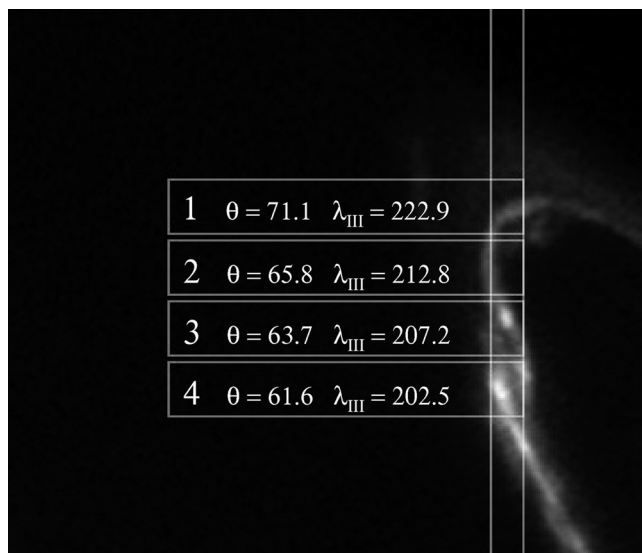 1 θ = 71.1 λIII = 222.9
2 θ = 65.8 λIII = 212.8
3 θ = 63.7 λIII = 207.2
4 θ = 61.6 λIII = 202.5